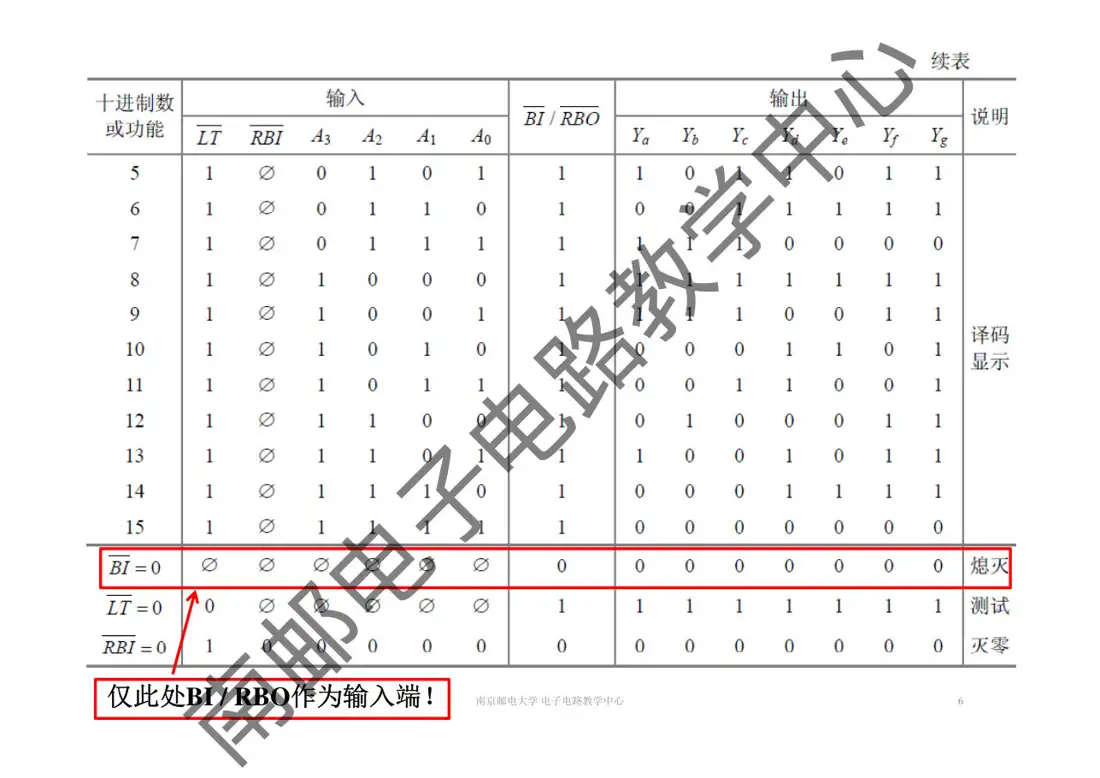 续表
十进制数或功能 输入 B̅I̅ / R̅B̅O̅ 输出 说明
L̅T̅ R̅B̅I̅ A3 A2 A1 A0 Ya Yb Yc Yd Ye Yf Yg
5 1 ∅ 0 1 0 1 1 1 0 1 1 0 1 1
6 1 ∅ 0 1 1 0 1 0 0 1 1 1 1 1
7 1 ∅ 0 1 1 1 1 1 1 1 0 0 0 0
8 1 ∅ 1 0 0 0 1 1 1 1 1 1 1 1
9 1 ∅ 1 0 0 1 1 1 1 1 0 0 1 1
10 1 ∅ 1 0 1 0 1 0 0 0 1 1 0 1
11 1 ∅ 1 0 1 1 1 0 0 1 1 0 0 1
12 1 ∅ 1 1 0 0 1 0 1 0 0 0 1 1
13 1 ∅ 1 1 0 1 1 1 0 0 1 0 1 1
14 1 ∅ 1 1 1 0 1 0 0 0 1 1 1 1
15 1 ∅ 1 1 1 1 1 0 0 0 0 0 0 0
译码
显示
B̅I̅ = 0 ∅ ∅ ∅ ∅ ∅ ∅ 0 0 0 0 0 0 0 0 熄灭
L̅T̅ = 0 0 ∅ ∅ ∅ ∅ ∅ 1 1 1 1 1 1 1 1 测试
R̅B̅I̅ = 0 1 0 0 0 0 0 0 0 0 0 0 0 0 0 灭零
仅此处BI / RBO作为输入端！
南京邮电大学 电子电路教学中心
6
南邮电子电路教学中心